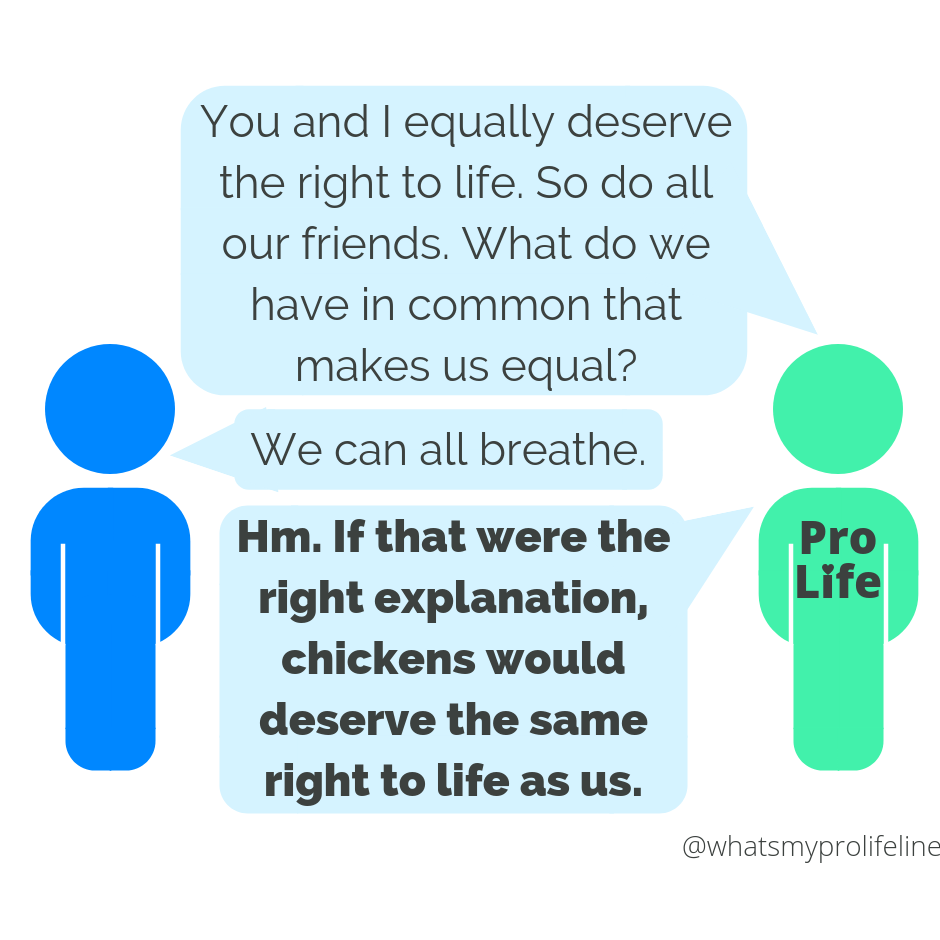 You and I equally deserve
the right to life. So do all
our friends. What do we
have in common that
makes us equal?
We can all breathe.
Hm. If that were the
right explanation,
chickens would
deserve the same
right to life as us.
Pro
Life
@whatsmyprolifeline